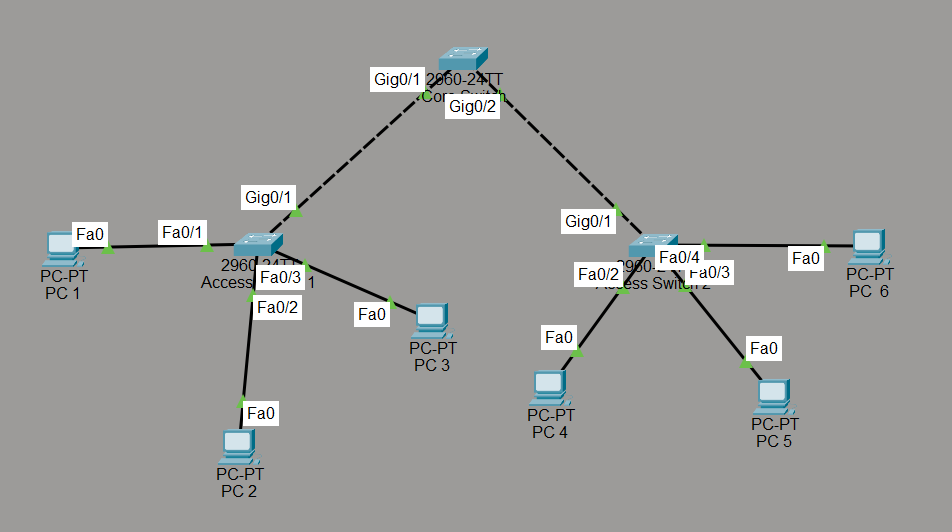 Gig0/1
2960-24TT
Core Switch
Gig0/2
Gig0/1
Gig0/1
Fa0
Fa0/1
PC-PT
PC 1
2960-24TT
Access 1
Fa0/3
Fa0/2
Fa0
PC-PT
PC 3
Fa0
PC-PT
PC 2
Fa0/4
Fa0/2
Fa0/3
Access Switch 2
Fa0
PC-PT
PC 6
Fa0
PC-PT
PC 4
Fa0
PC-PT
PC 5